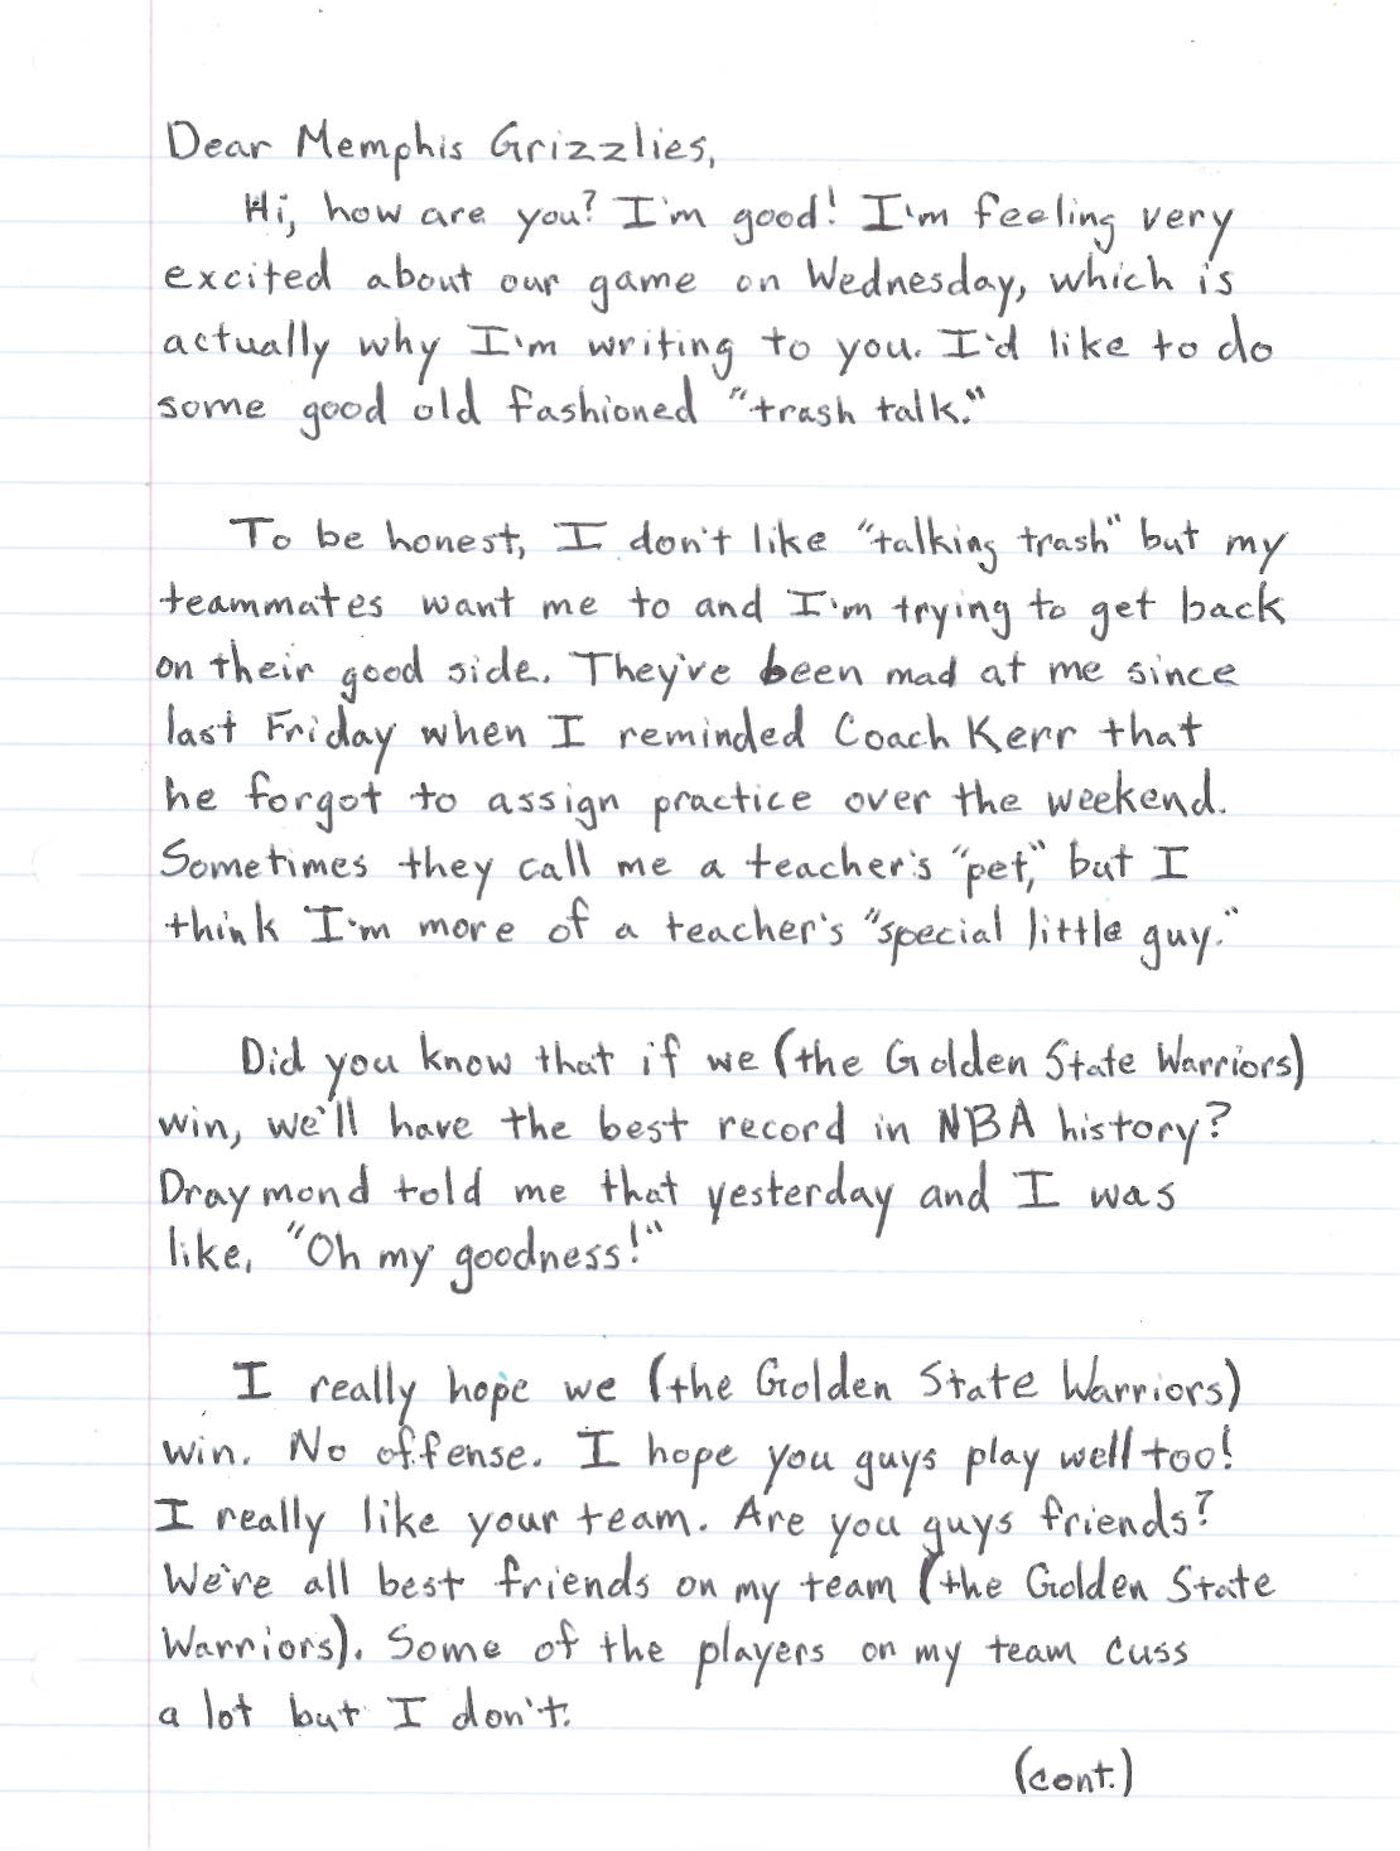 Dear Memphis Grizzlies,
Hi, how are you? I'm good! I'm feeling very
excited about our game on Wednesday, which is
actually why I'm writing to you. I'd like to do
some good old fashioned "trash talk."
To be honest, I don't like "talking trash" but my
teammates want me to and I'm trying to get back
on their good side. They've been mad at me since
last Friday when I reminded Coach Kerr that
he forgot to assign practice over the weekend.
Sometimes they call me a teacher's "pet," but I
think I'm more of a teacher's "special little guy."
Did you know that if we (the Golden State Warriors)
win, we'll have the best record in NBA history?
Draymond told me that yesterday and I was
like, "Oh my goodness!"
I really hope we (the Golden State Warriors)
win. No offense. I hope you guys play well too!
I really like your team. Are you guys friends?
We're all best friends on my team (the Golden State
Warriors). Some of the players on my team cuss
a lot but I don't.
(cont.)